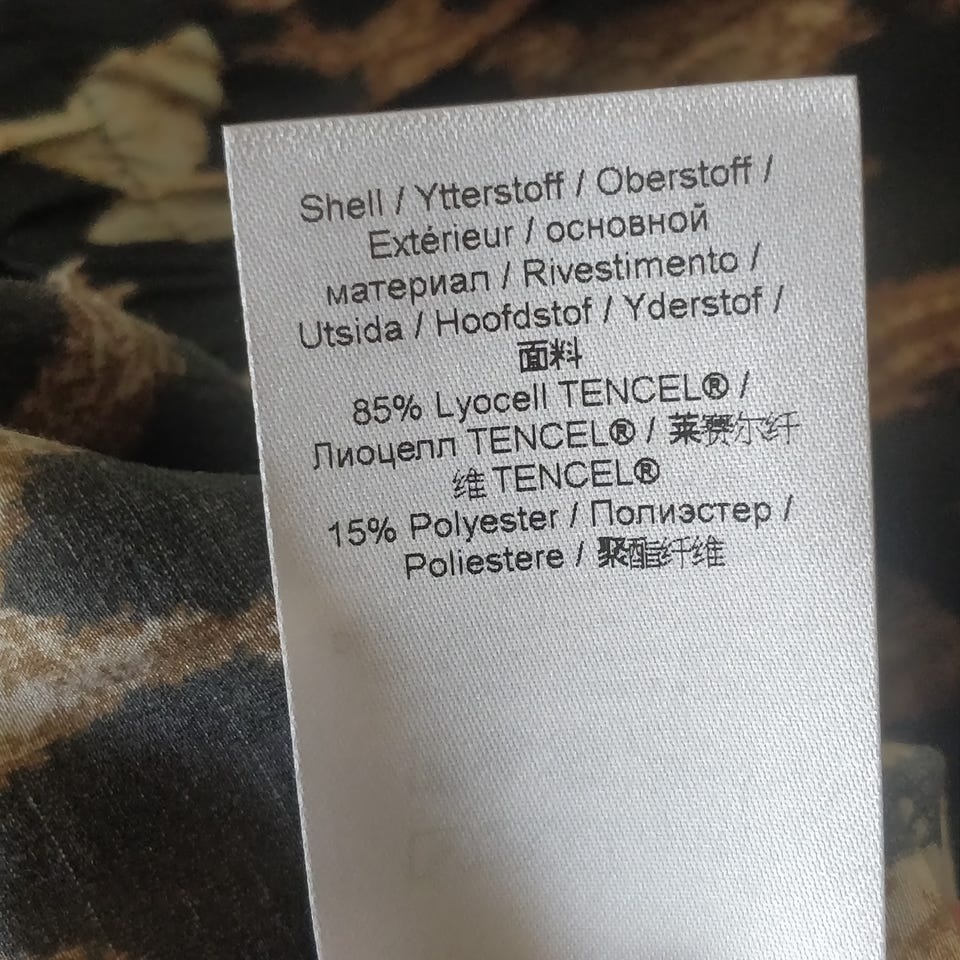 Shell / Ytterstoff / Oberstoff /
Extérieur / основной
материал / Rivestimento /
Utsida / Hoofdstof / Yderstof /
面料
85% Lyocell TENCEL® /
Лиоцелл TENCEL® / 莱赛尔纤
维 TENCEL®
15% Polyester / Полиэстер /
Poliestere / 聚酯纤维